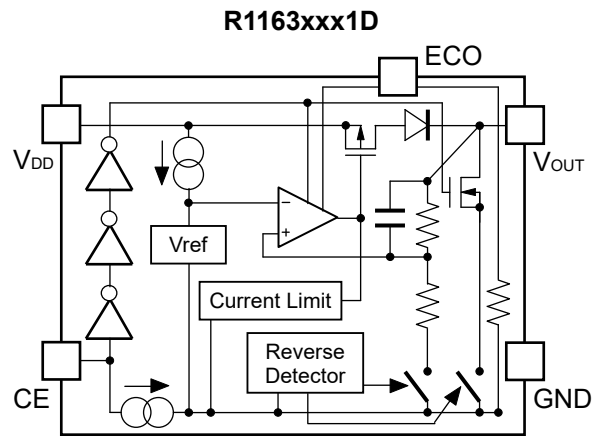 R1163xxx1D
ECO
VDD
VOUT
Vref
−
+
Current Limit
Reverse
Detector
CE
GND